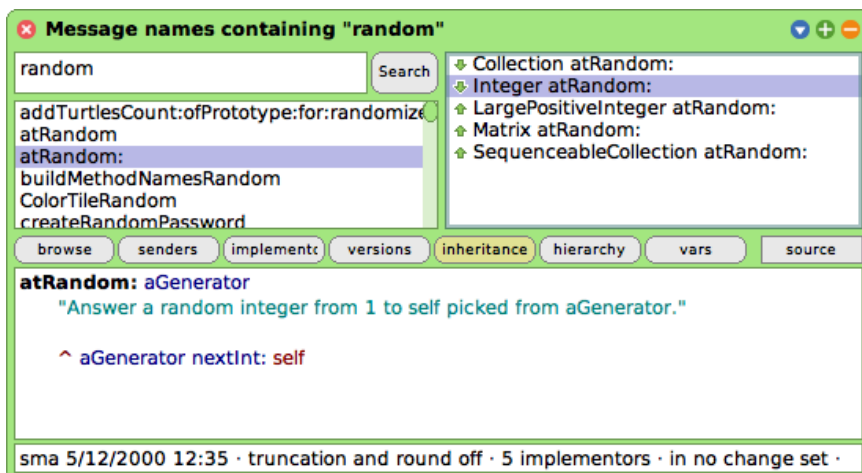 Message names containing "random"
random
Search
addTurtlesCount:ofPrototype:for:randomize
atRandom
atRandom:
buildMethodNamesRandom
ColorTileRandom
createRandomPassword
Collection atRandom:
Integer atRandom:
LargePositiveInteger atRandom:
Matrix atRandom:
SequenceableCollection atRandom:
browse senders implementc versions inheritance hierarchy vars source
atRandom: aGenerator
"Answer a random integer from 1 to self picked from aGenerator."
^ aGenerator nextInt: self
sma 5/12/2000 12:35 · truncation and round off · 5 implementors · in no change set ·